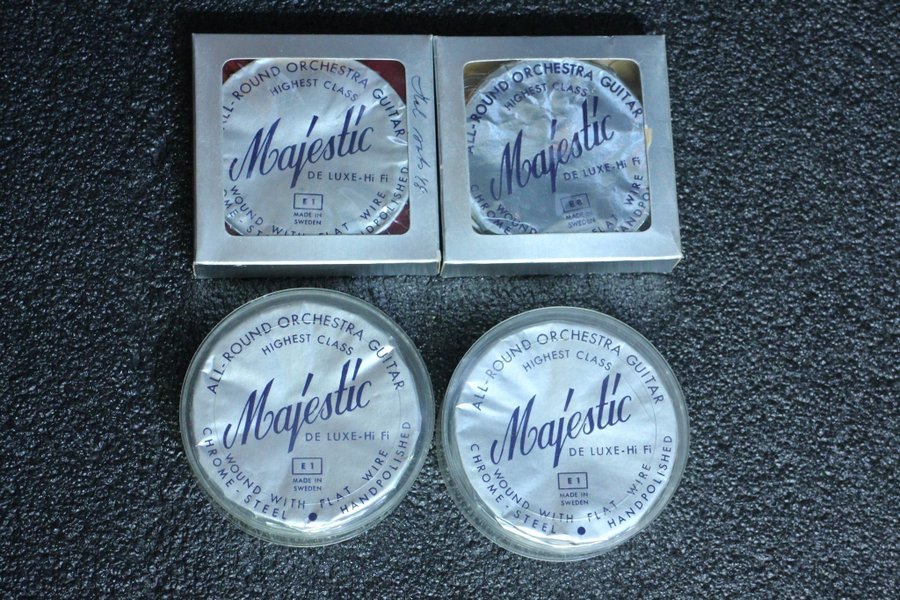 ALL-ROUND ORCHESTRA GUITAR
HIGHEST CLASS
Majestic
DE LUXE-Hi Fi
E1
MADE IN
SWEDEN
WOUND WITH FLAT WIRE
CHROME-ST HANDPOLISHED
ALL-ROUND ORCHESTRA GUITAR
HIGHEST CLASS
Majestic
DE LUXE-Hi Fi
E6
MADE IN
SWEDEN
WOUND WITH FLAT WIRE
CHROME HANDPOLISHED
ALL-ROUND ORCHESTRA GUITAR
HIGHEST CLASS
Majestic
DE LUXE-Hi Fi
E1
MADE IN
SWEDEN
WOUND WITH FLAT WIRE
CHROME-STEEL • HANDPOLISHED
ALL-ROUND ORCHESTRA GUITAR
HIGHEST CLASS
Majestic
DE LUXE-Hi Fi
E1
MADE IN
SWEDEN
WOUND WITH FLAT WIRE
CHROME-STEEL • HANDPOLISHED